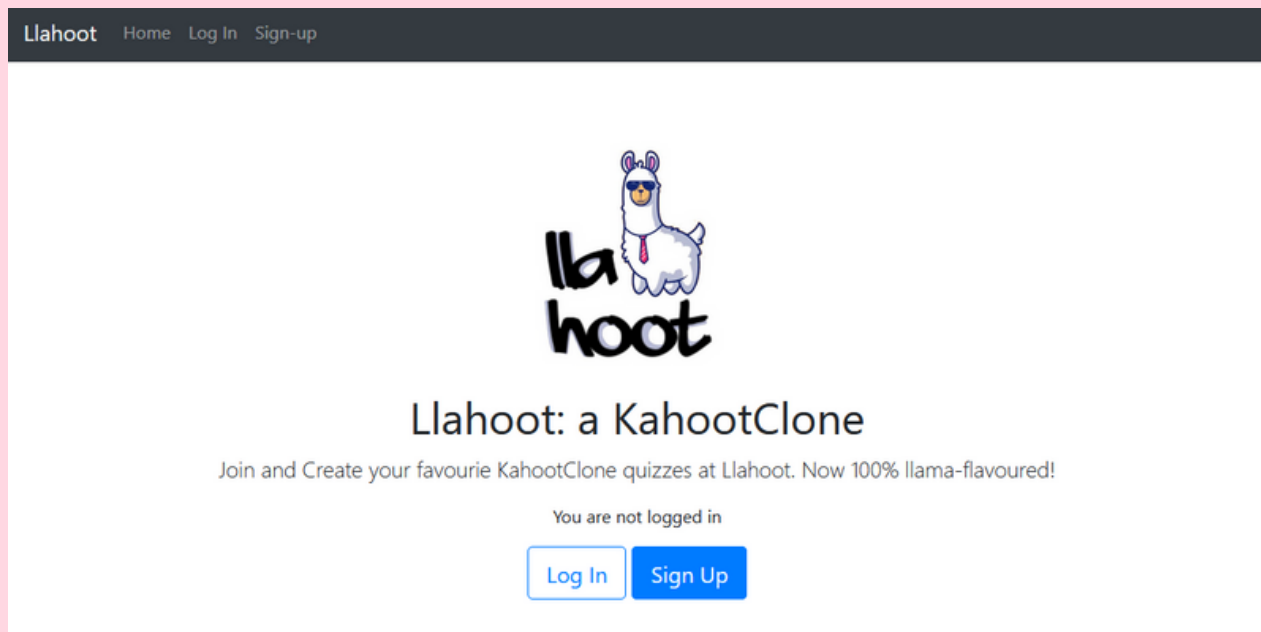 Llahoot Home Log In Sign-up
lla
hoot
Llahoot: a KahootClone
Join and Create your favourie KahootClone quizzes at Llahoot. Now 100% llama-flavoured!
You are not logged in
Log In Sign Up